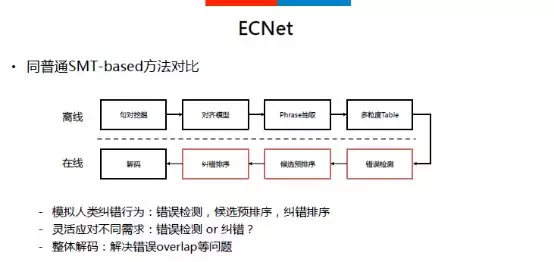 ECNet
• 同普通SMT-based方法对比
离线 句对挖掘 对齐模型 Phrase抽取 多粒度Table
在线 解码 纠错排序 候选预排序 错误检测
- 模拟人类纠错行为：错误检测，候选预排序，纠错排序
- 灵活应对不同需求：错误检测 or 纠错？
- 整体解码：解决错误overlap等问题